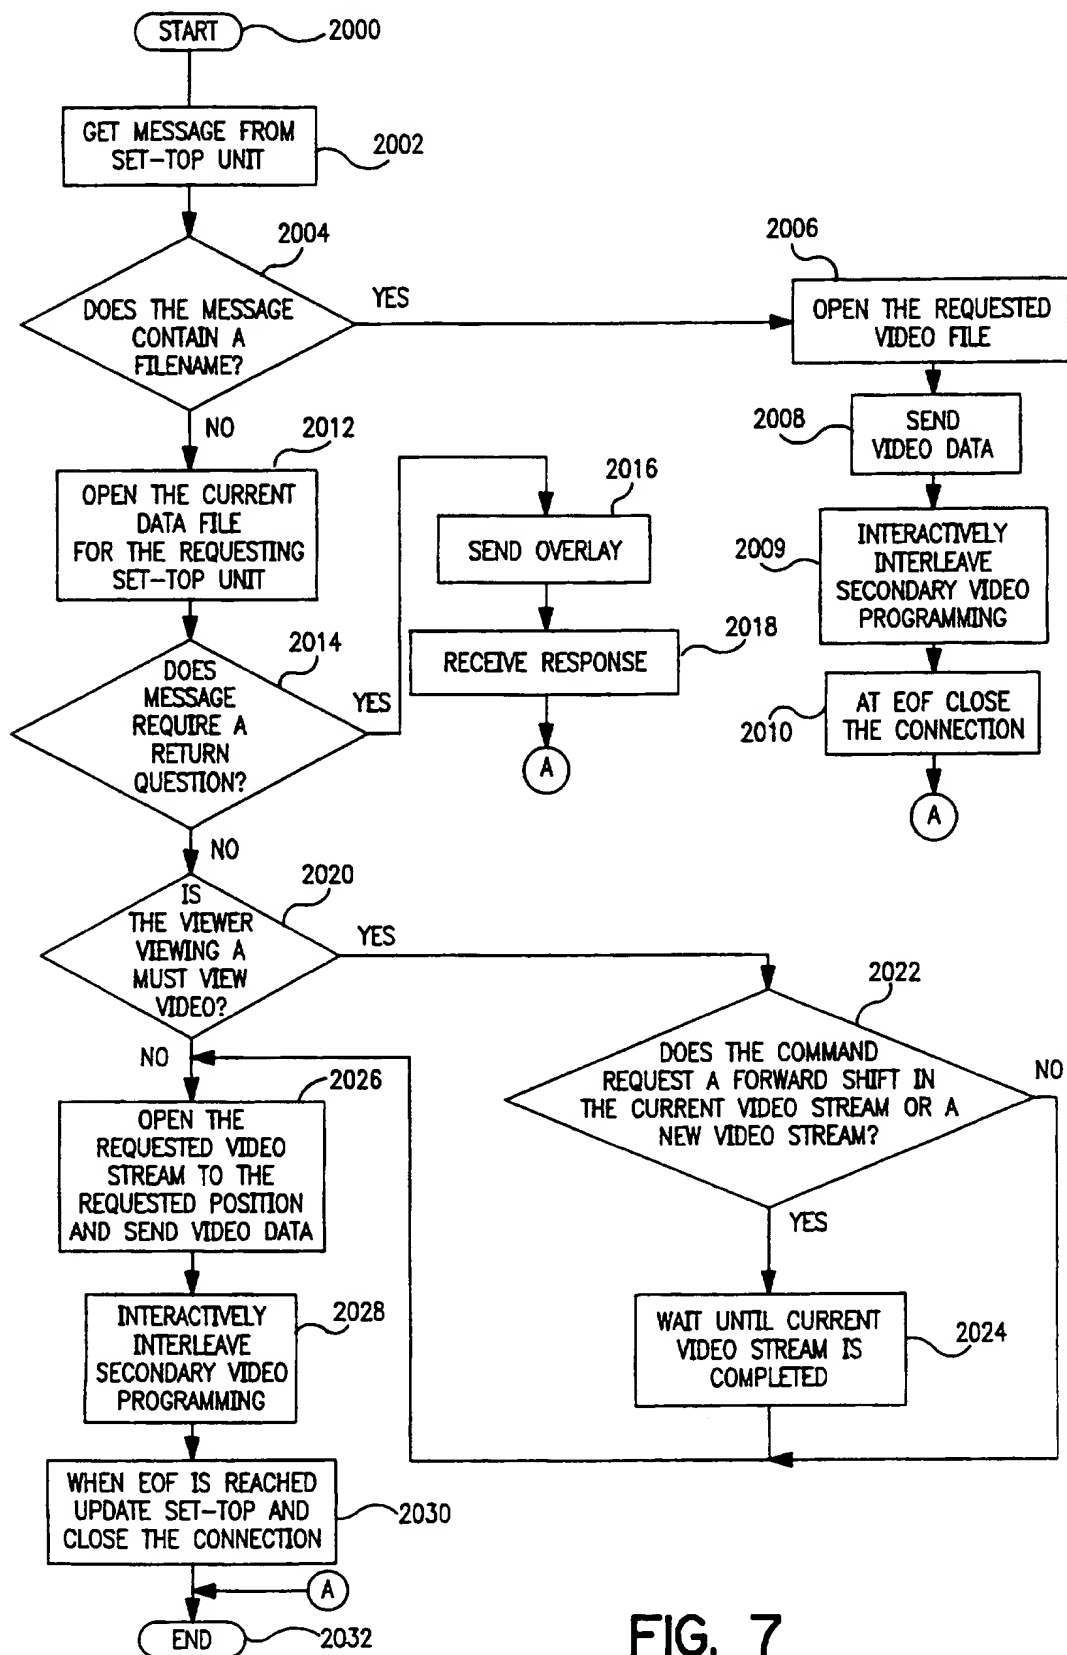 START
2000
GET MESSAGE FROM
SET-TOP UNIT
2002
2004
DOES THE MESSAGE
CONTAIN A
FILENAME?
YES
NO
2006
OPEN THE REQUESTED
VIDEO FILE
2008
SEND
VIDEO DATA
2009
INTERACTIVELY
INTERLEAVE
SECONDARY VIDEO
PROGRAMMING
2010
AT EOF CLOSE
THE CONNECTION
A
2012
OPEN THE CURRENT
DATA FILE
FOR THE REQUESTING
SET-TOP UNIT
2014
DOES
MESSAGE
REQUIRE A
RETURN
QUESTION?
YES
NO
2016
SEND OVERLAY
RECEIVE RESPONSE
2018
A
2020
IS
THE VIEWER
VIEWING A
MUST VIEW
VIDEO?
YES
NO
2022
DOES THE COMMAND
REQUEST A FORWARD SHIFT IN
THE CURRENT VIDEO STREAM OR A
NEW VIDEO STREAM?
NO
YES
WAIT UNTIL CURRENT
VIDEO STREAM IS
COMPLETED
2024
2026
OPEN THE
REQUESTED VIDEO
STREAM TO THE
REQUESTED POSITION
AND SEND VIDEO DATA
INTERACTIVELY
INTERLEAVE
SECONDARY VIDEO
PROGRAMMING
2028
WHEN EOF IS REACHED
UPDATE SET-TOP AND
CLOSE THE CONNECTION
2030
A
END
2032
FIG. 7